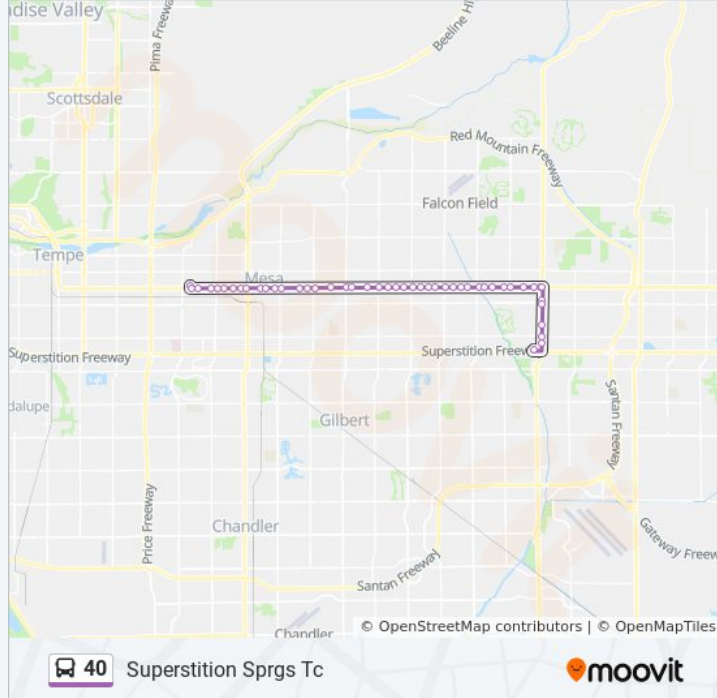 adise Valley
Pima Freeway
Beeline Hi
Scottsdale
Red Mountain Freeway
Falcon Field
Tempe
Mesa
Superstition Freeway
Superstition Freew
dalupe
Santan Freeway
Gilbert
Price Freeway
Chandler
Gateway Freew
Santan Freeway
Chandler
© OpenStreetMap contributors | © OpenMapTiles
40 Superstition Sprgs Tc
moovit